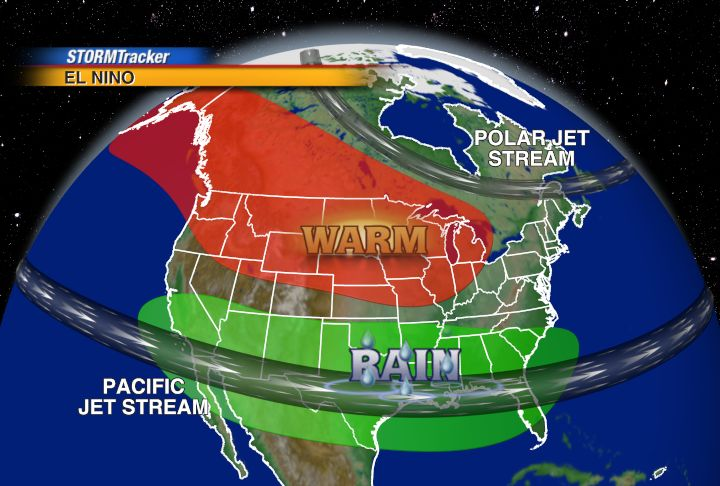 STORMTracker
EL NINO
POLAR JET
STREAM
WARM
RAIN
PACIFIC
JET STREAM